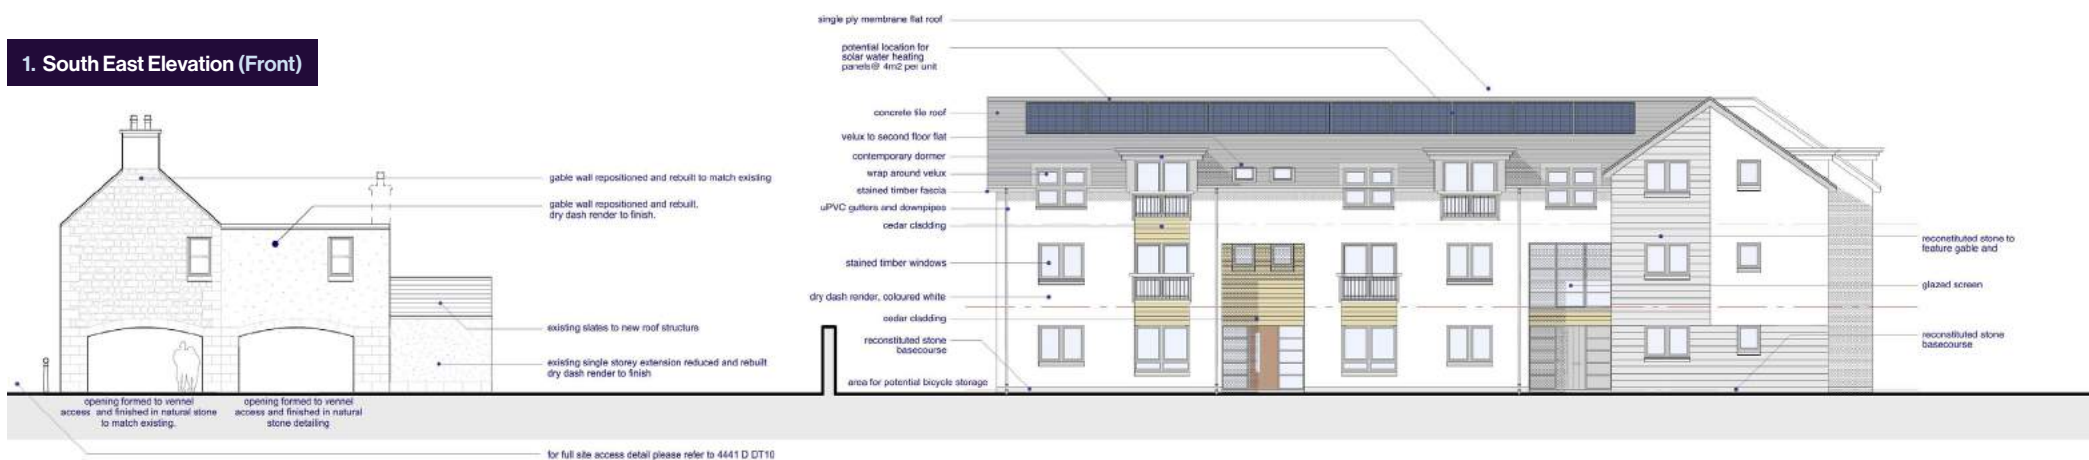 1. South East Elevation (Front)
gable wall repositioned and rebuilt to match existing
gable wall repositioned and rebuilt,
dry dash render to finish.
existing slates to new roof structure
existing single storey extension reduced and rebuilt
dry dash render to finish
opening formed to vennel
access and finished in natural stone
to match existing.
opening formed to vennel
access and finished in natural
stone detailing
for full site access detail please refer to 4441 D DT10
single ply membrane flat roof
potential location for
solar water heating
panels@ 4m2 per unit
concrete tile roof
velux to second floor flat
contemporary dormer
wrap around velux
stained timber fascia
uPVC gutters and downpipes
cedar cladding
stained timber windows
dry dash render, coloured white
cedar cladding
reconstituted stone
basecourse
area for potential bicycle storage
reconstituted stone to
feature gable and
glazed screen
reconstituted stone
basecourse